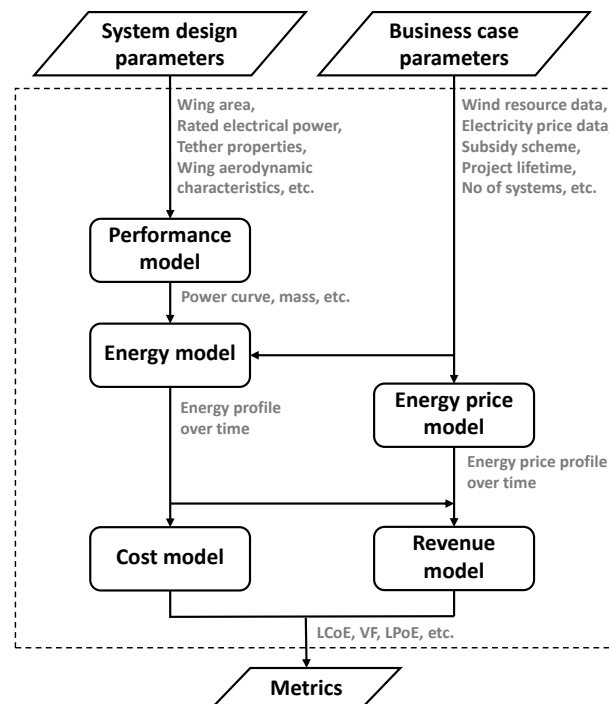 System design
parameters
Business case
parameters
Wing area,
Rated electrical power,
Tether properties,
Wing aerodynamic
characteristics, etc.
Wind resource data,
Electricity price data,
Subsidy scheme,
Project lifetime,
No of systems, etc.
Performance
model
Power curve, mass, etc.
Energy model
Energy profile
over time
Energy price
model
Energy price profile
over time
Cost model
Revenue
model
LCoE, VF, LPoE, etc.
Metrics